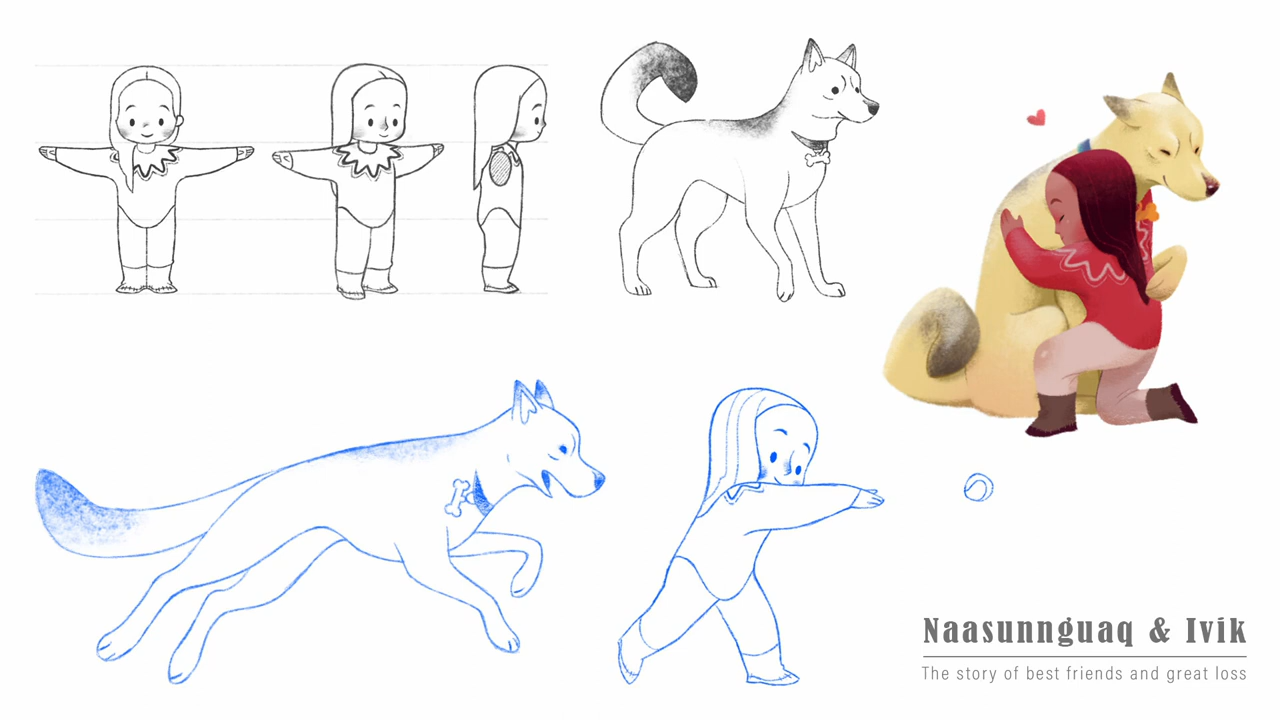 Naasunnguaq & Ivik
The story of best friends and great loss